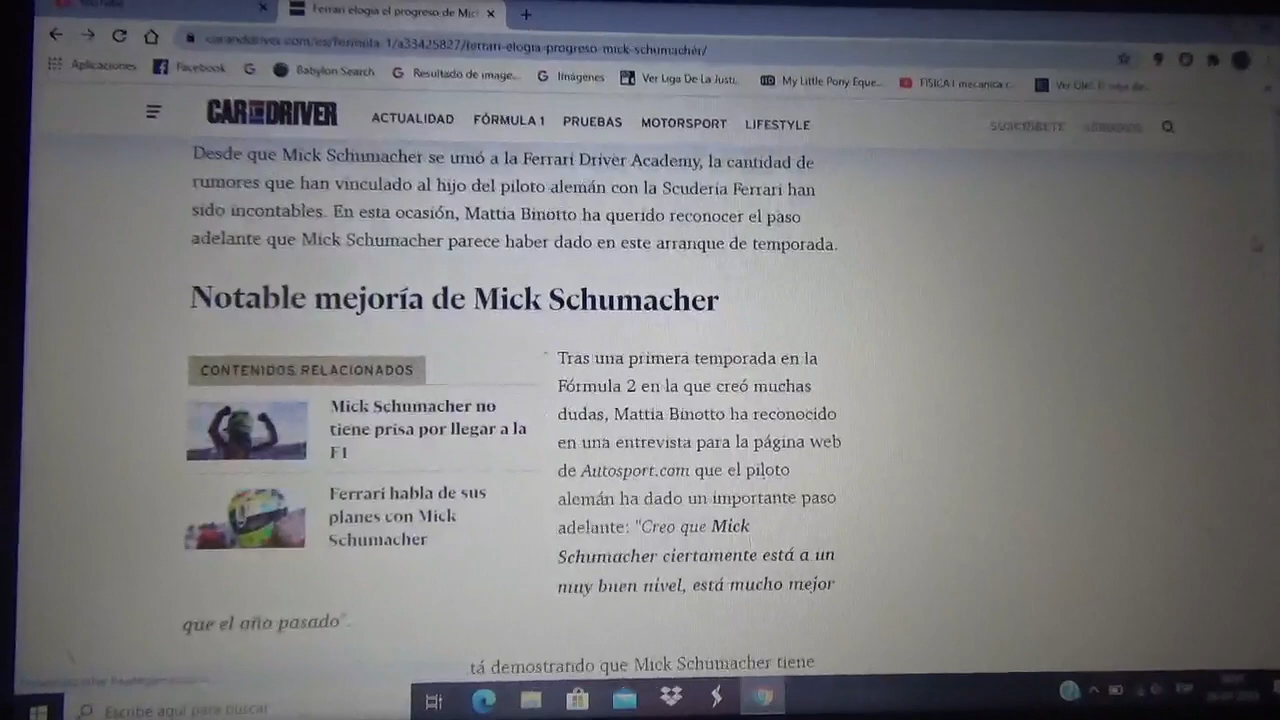 YouTube
Ferrari elogia el progreso de Mic
caranddriver.com/es/formula-1/a33425827/ferrari-elogia-progreso-mick-schumacher/
Aplicaciones Facebook Babylon Search Resultado de image... Imágenes Ver Liga De La Justi... My Little Pony Eque... FISICA I mecanica r...
CAR AND DRIVER ACTUALIDAD FÓRMULA 1 PRUEBAS MOTORSPORT LIFESTYLE SUSCRÍBETE
Desde que Mick Schumacher se unió a la Ferrari Driver Academy, la cantidad de
rumores que han vinculado al hijo del piloto alemán con la Scuderia Ferrari han
sido incontables. En esta ocasión, Mattia Binotto ha querido reconocer el paso
adelante que Mick Schumacher parece haber dado en este arranque de temporada.
Notable mejoría de Mick Schumacher
CONTENIDOS RELACIONADOS
Mick Schumacher no
tiene prisa por llegar a la
F1
Ferrari habla de sus
planes con Mick
Schumacher
Tras una primera temporada en la
Fórmula 2 en la que creó muchas
dudas, Mattia Binotto ha reconocido
en una entrevista para la página web
de Autosport.com que el piloto
alemán ha dado un importante paso
adelante: "Creo que Mick
Schumacher ciertamente está a un
muy buen nivel, está mucho mejor
que el año pasado".
tá demostrando que Mick Schumacher tiene
Escribe aquí para buscar